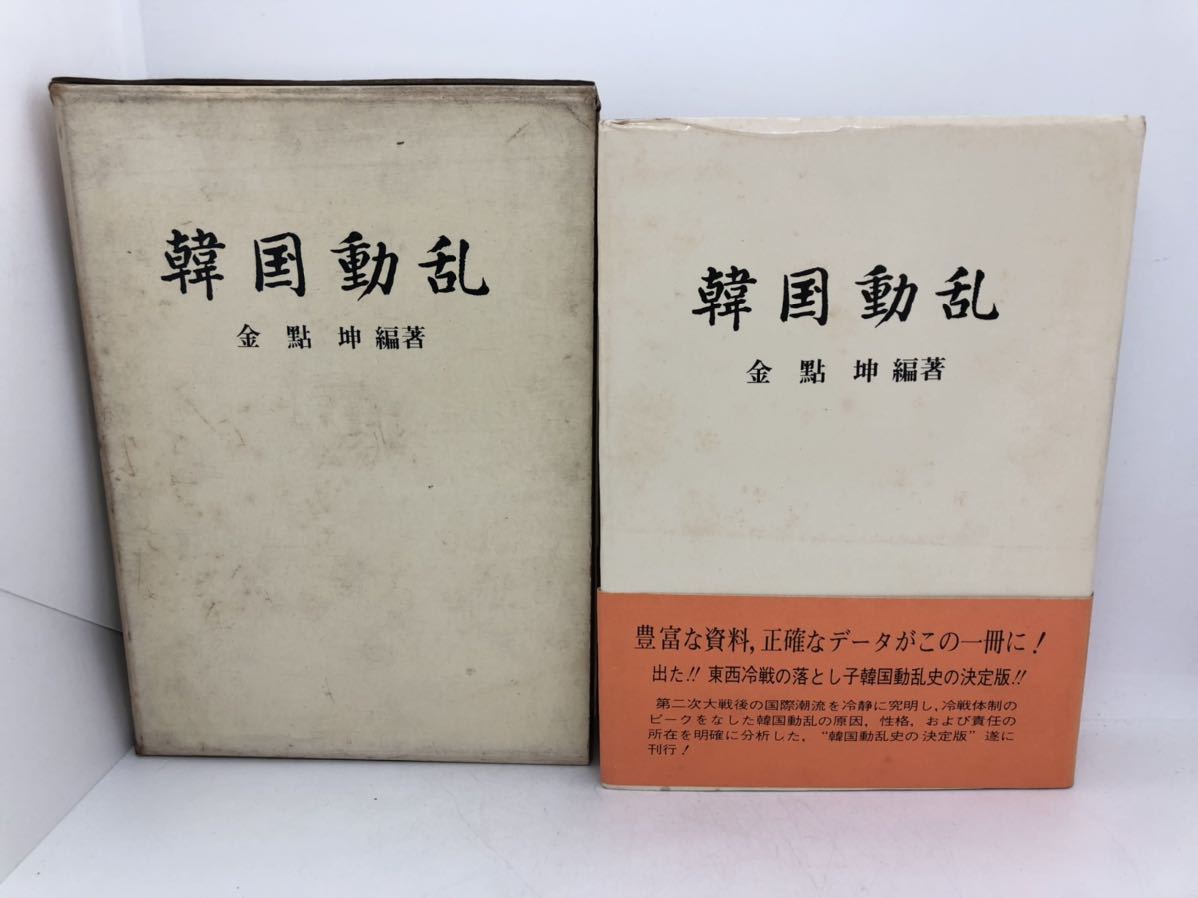 韓国動乱
金 點 坤 編著
韓国動乱
金 點 坤 編著
豊富な資料,正確なデータがこの一冊に!
出た!! 東西冷戦の落とし子韓国動乱史の決定版!!
第二次大戦後の国際潮流を冷静に究明し,冷戦体制の
ピークをなした韓国動乱の原因,性格,および責任の
所在を明確に分析した,“韓国動乱史の決定版”遂に
刊行!